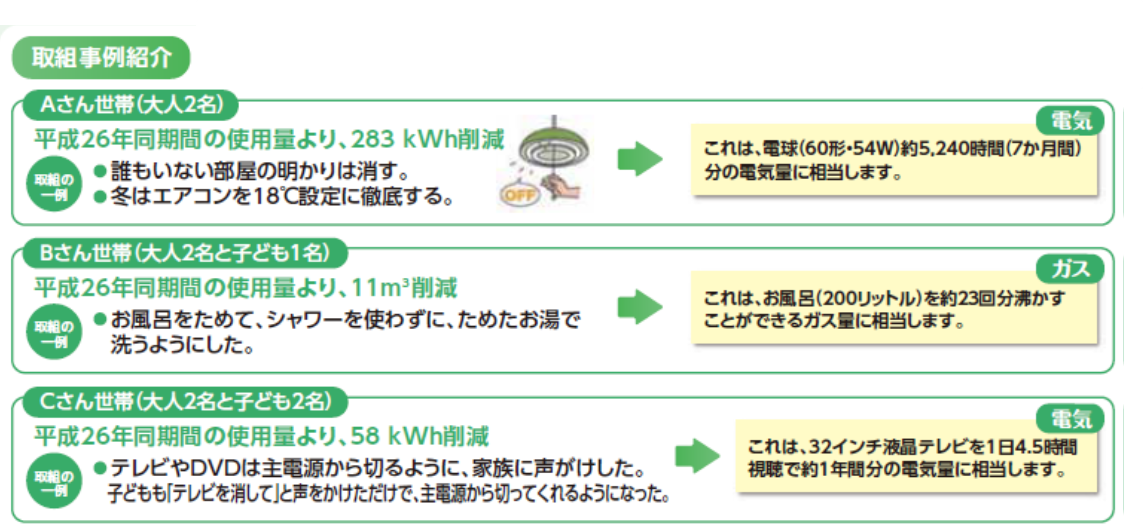 取組事例紹介
Aさん世帯(大人2名)
平成26年同期間の使用量より、283 kWh削減
取組の
一例
●誰もいない部屋の明かりは消す。
●冬はエアコンを18℃設定に徹底する。
OFF
電気
これは、電球(60形・54W)約5,240時間(7か月間)
分の電気量に相当します。
Bさん世帯(大人2名と子ども1名)
平成26年同期間の使用量より、11m³削減
取組の
一例
●お風呂をためて、シャワーを使わずに、ためたお湯で
洗うようにした。
ガス
これは、お風呂(200リットル)を約23回分沸かす
ことができるガス量に相当します。
Cさん世帯(大人2名と子ども2名)
平成26年同期間の使用量より、58 kWh削減
取組の
一例
●テレビやDVDは主電源から切るように、家族に声がけした。
子どもも「テレビを消して」と声をかけただけで、主電源から切ってくれるようになった。
電気
これは、32インチ液晶テレビを1日4.5時間
視聴で約1年間分の電気量に相当します。